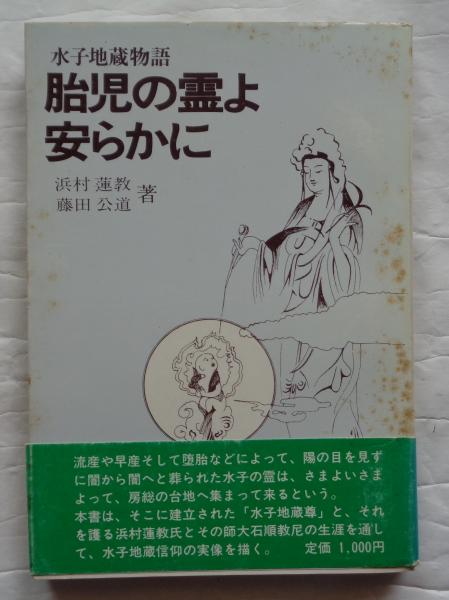 水子地蔵物語
胎児の霊よ
安らかに
浜村 蓮教
藤田 公道
著
流産や早産そして堕胎などによって、陽の目を見ず
に闇から闇へと葬られた水子の霊は、さまよいさま
よって、房総の台地へ集まって来るという。
本書は、そこに建立された「水子地蔵尊」と、それ
を護る浜村蓮教氏とその師大石順教尼の生涯を通し
て、水子地蔵信仰の実像を描く。 定価 1,000円